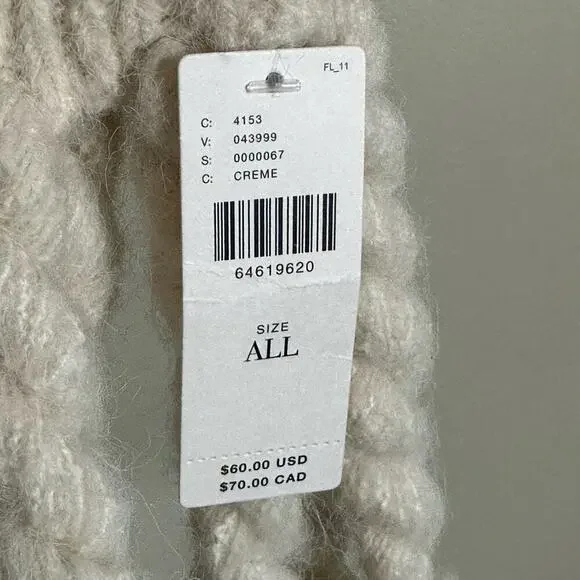 FL_11
C: 4153
V: 043999
S: 0000067
C: CREME
64619620
SIZE
ALL
$60.00 USD
$70.00 CAD